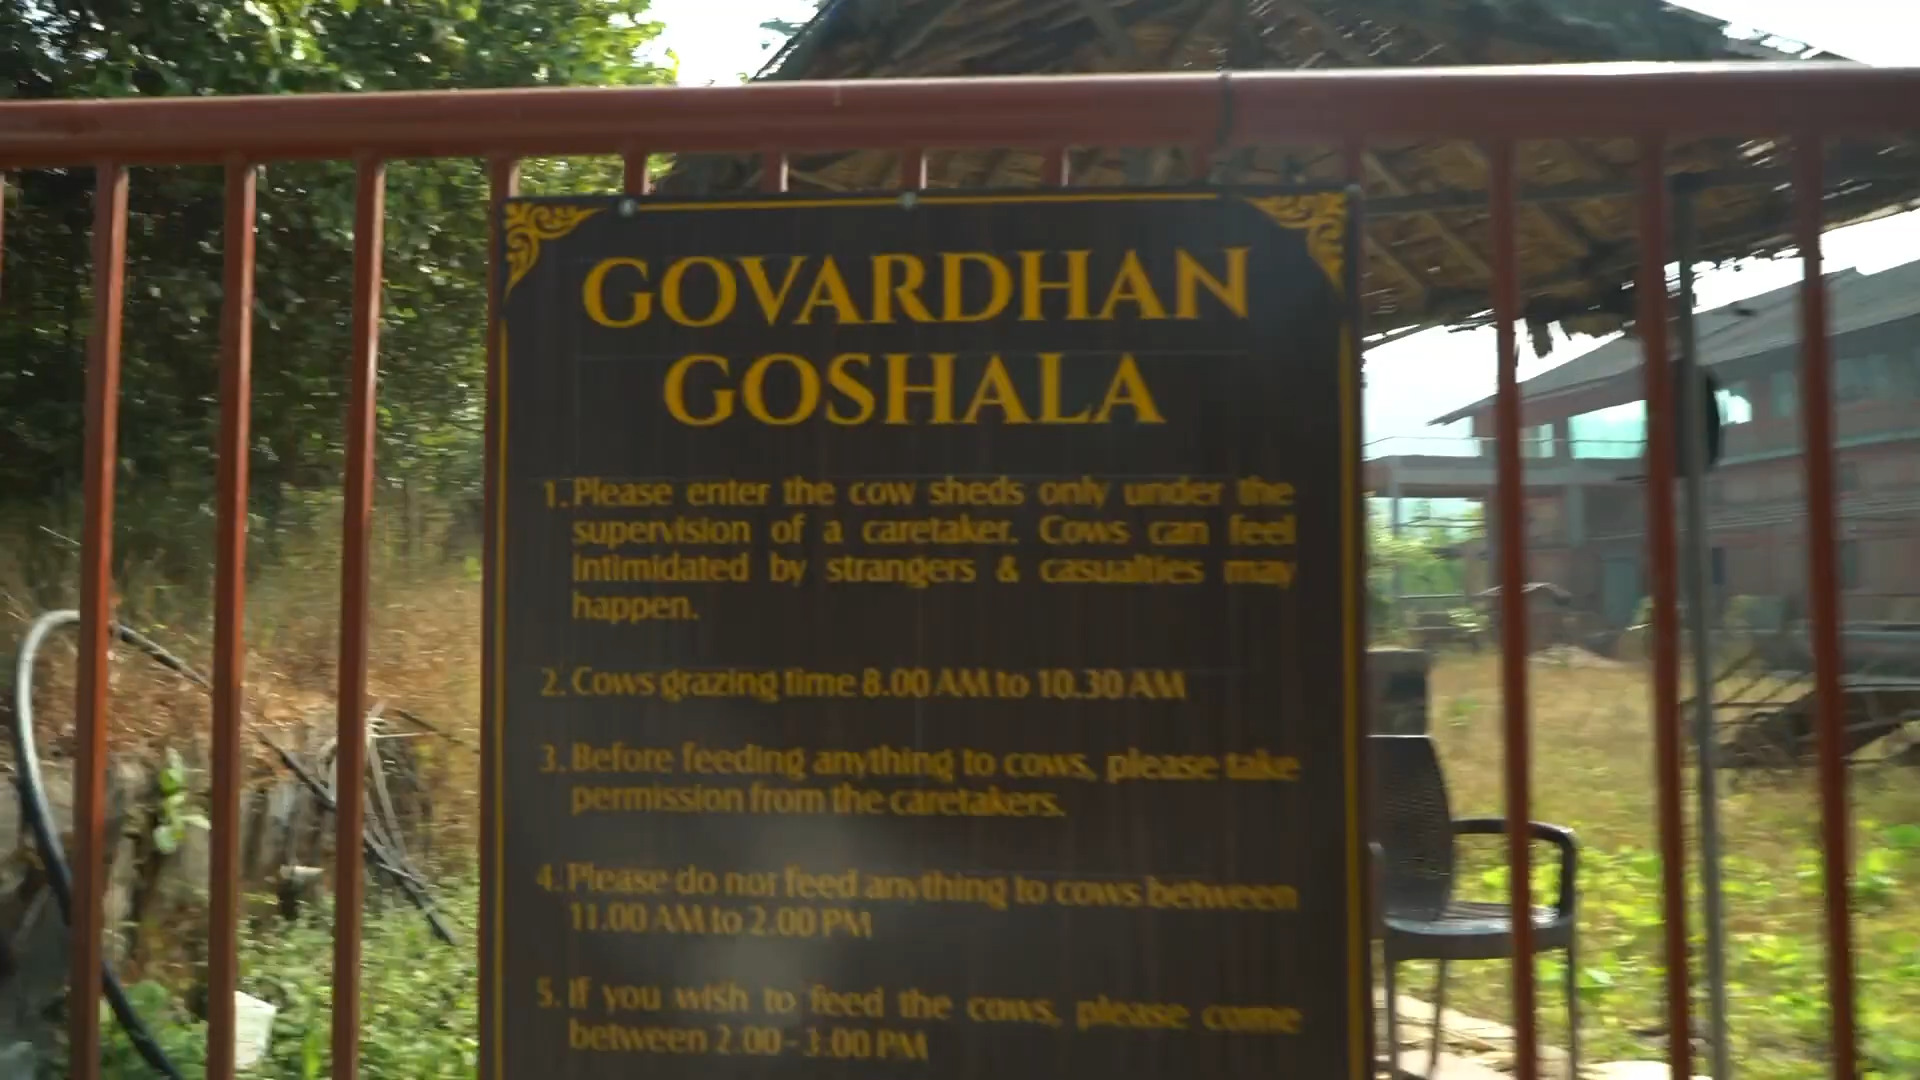 GOVARDHAN
GOSHALA
1. Please enter the cow sheds only under the
supervision of a caretaker. Cows can feel
intimidated by strangers & casualties may
happen.
2. Cows grazing time 8.00 AM to 10.30 AM
3. Before feeding anything to cows, please take
permission from the caretakers.
4. Please do not feed anything to cows between
11.00 AM to 2.00 PM
5. If you wish to feed the cows, please come
between 2.00 - 3:00 PM